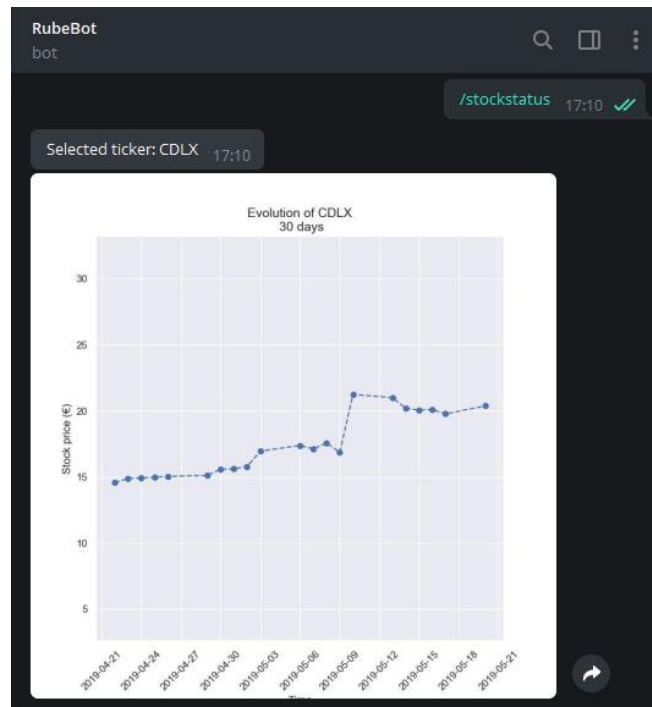 RubeBot
bot
/stockstatus 17:10
Selected ticker: CDLX 17:10
Evolution of CDLX
30 days
30
25
20
15
10
5
Stock price (€)
2019-04-21
2019-04-24
2019-04-27
2019-04-30
2019-05-03
2019-05-06
2019-05-09
2019-05-12
2019-05-15
2019-05-18
2019-05-21